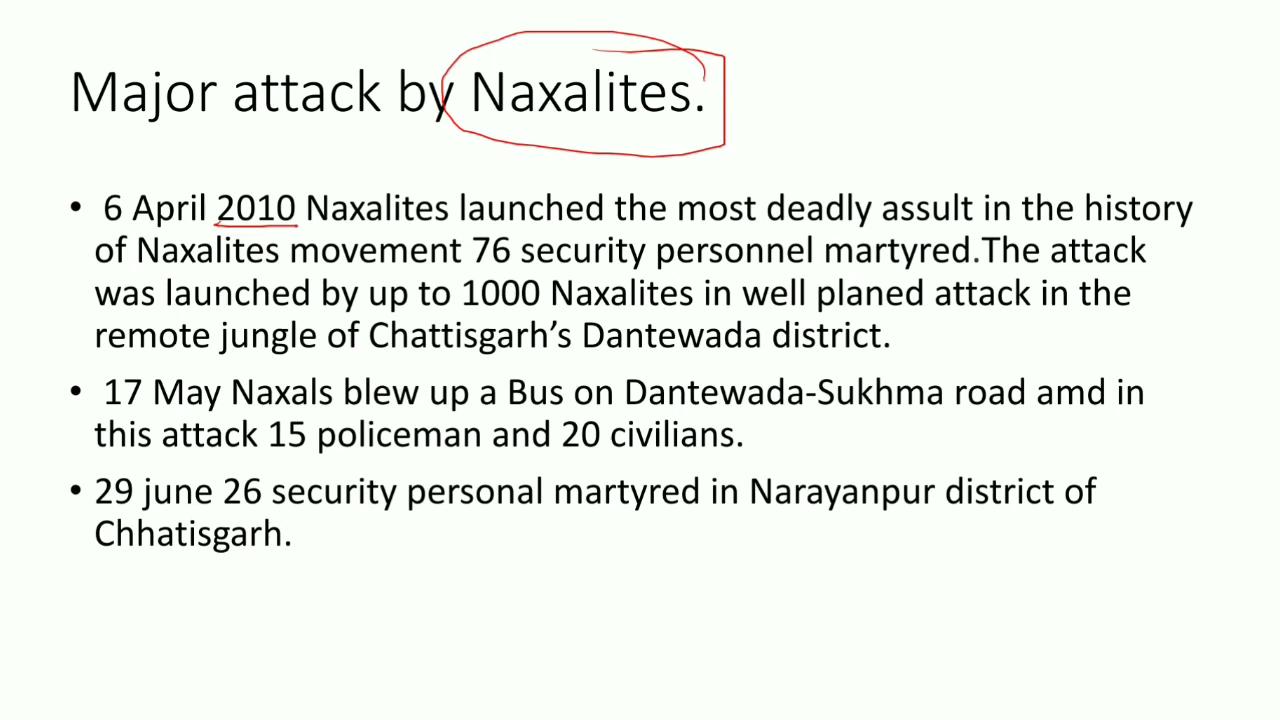 Major attack by Naxalites.
• 6 April 2010 Naxalites launched the most deadly assult in the history
of Naxalites movement 76 security personnel martyred.The attack
was launched by up to 1000 Naxalites in well planed attack in the
remote jungle of Chattisgarh’s Dantewada district.
• 17 May Naxals blew up a Bus on Dantewada-Sukhma road amd in
this attack 15 policeman and 20 civilians.
• 29 june 26 security personal martyred in Narayanpur district of
Chhatisgarh.